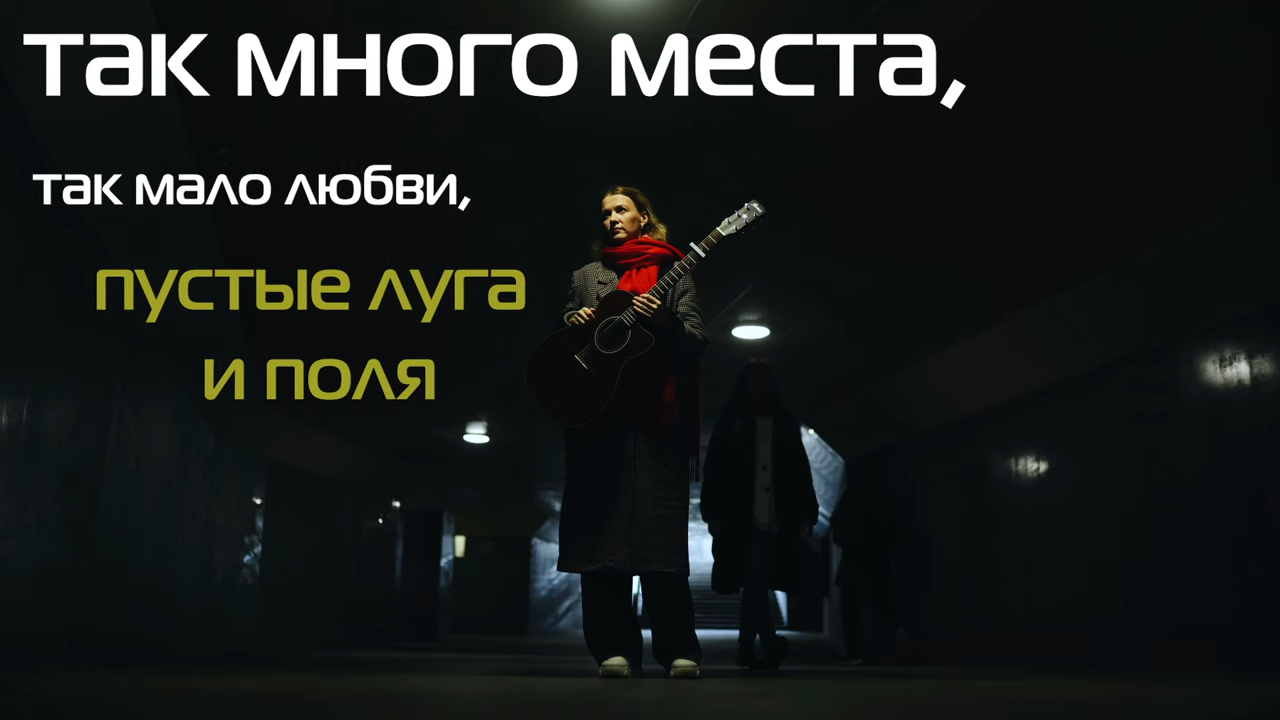 так много места,
так мало любви,
пустые луга
и поля